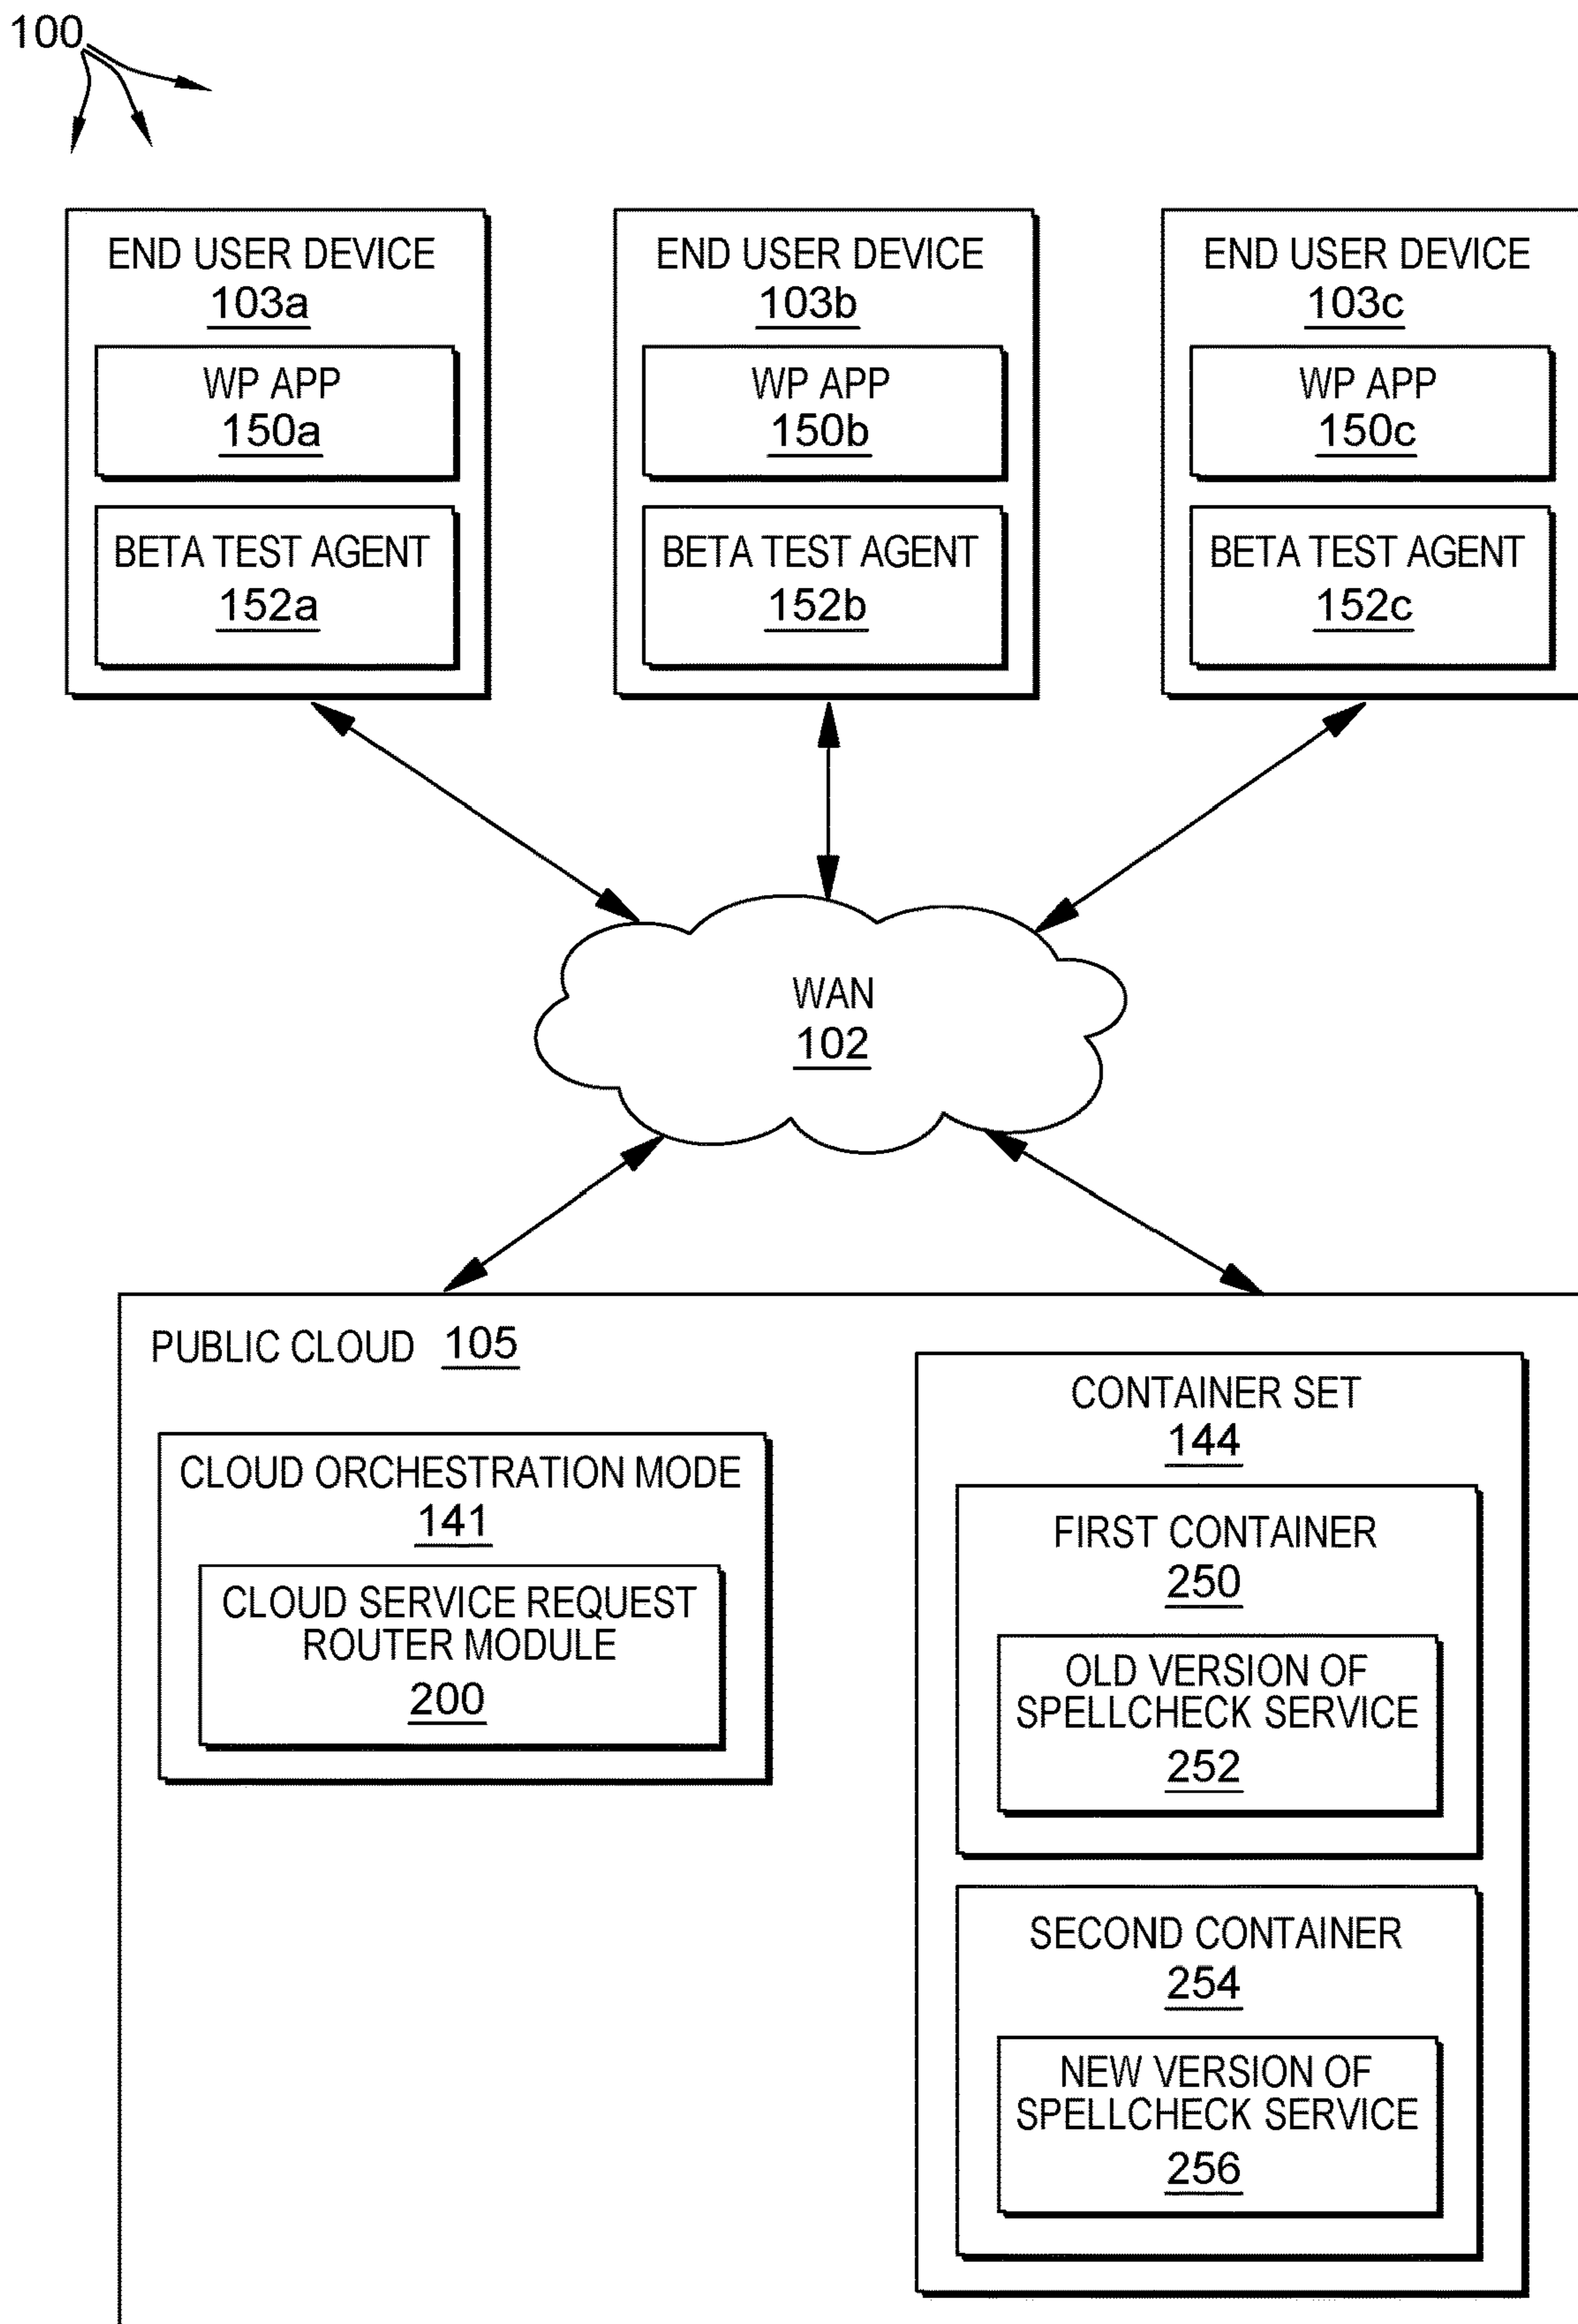 100
END USER DEVICE
103a
WP APP
150a
BETA TEST AGENT
152a
END USER DEVICE
103b
WP APP
150b
BETA TEST AGENT
152b
END USER DEVICE
103c
WP APP
150c
BETA TEST AGENT
152c
WAN
102
PUBLIC CLOUD 105
CLOUD ORCHESTRATION MODE
141
CLOUD SERVICE REQUEST
ROUTER MODULE
200
CONTAINER SET
144
FIRST CONTAINER
250
OLD VERSION OF
SPELLCHECK SERVICE
252
SECOND CONTAINER
254
NEW VERSION OF
SPELLCHECK SERVICE
256